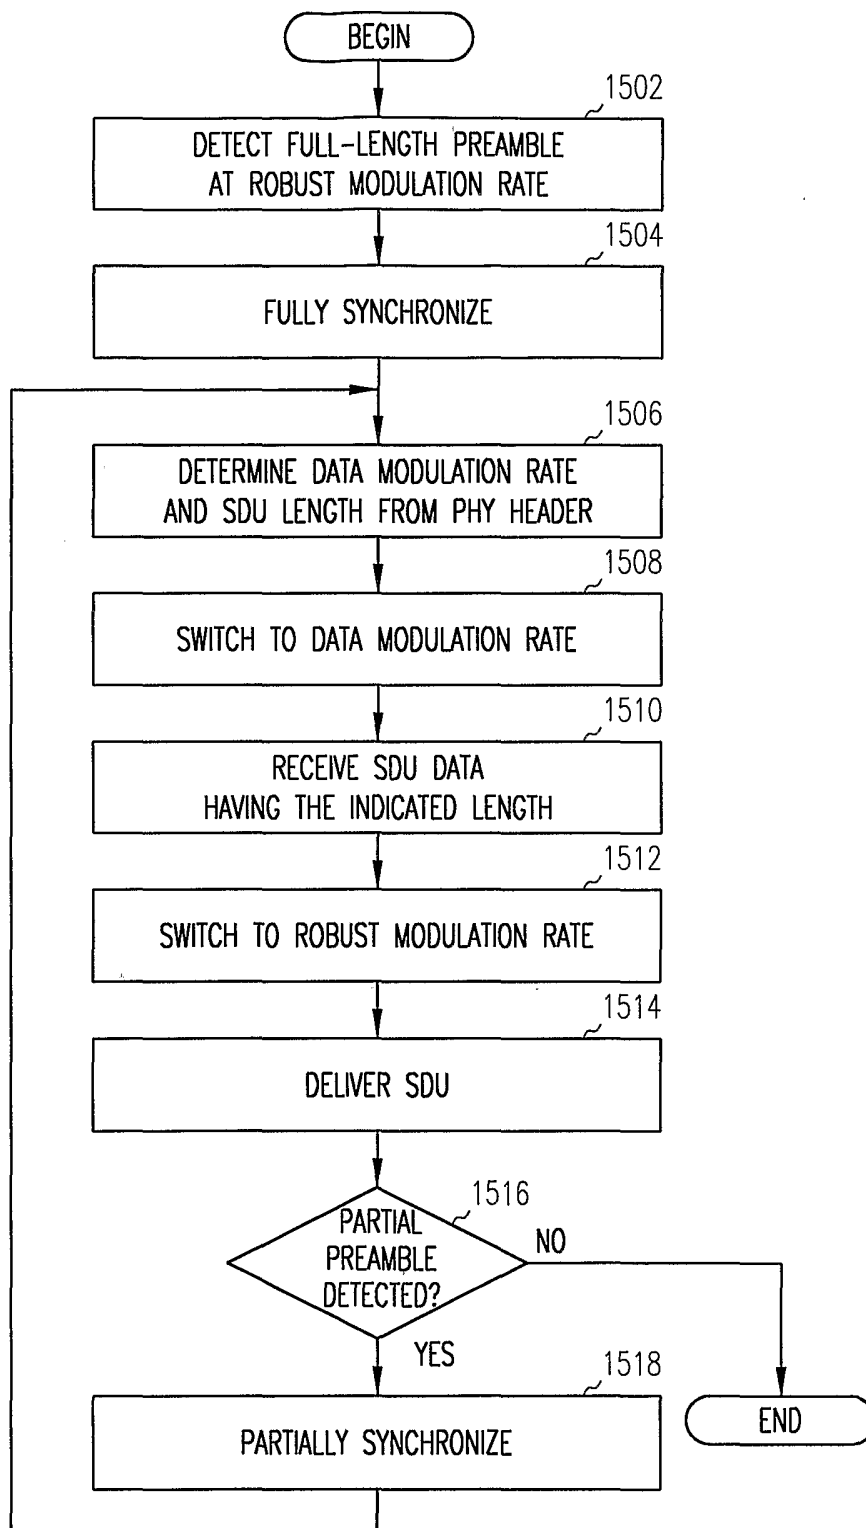 BEGIN
1502
DETECT FULL-LENGTH PREAMBLE
AT ROBUST MODULATION RATE
1504
FULLY SYNCHRONIZE
1506
DETERMINE DATA MODULATION RATE
AND SDU LENGTH FROM PHY HEADER
1508
SWITCH TO DATA MODULATION RATE
1510
RECEIVE SDU DATA
HAVING THE INDICATED LENGTH
1512
SWITCH TO ROBUST MODULATION RATE
1514
DELIVER SDU
1516
PARTIAL
PREAMBLE
DETECTED?
NO
YES
1518
PARTIALLY SYNCHRONIZE
END